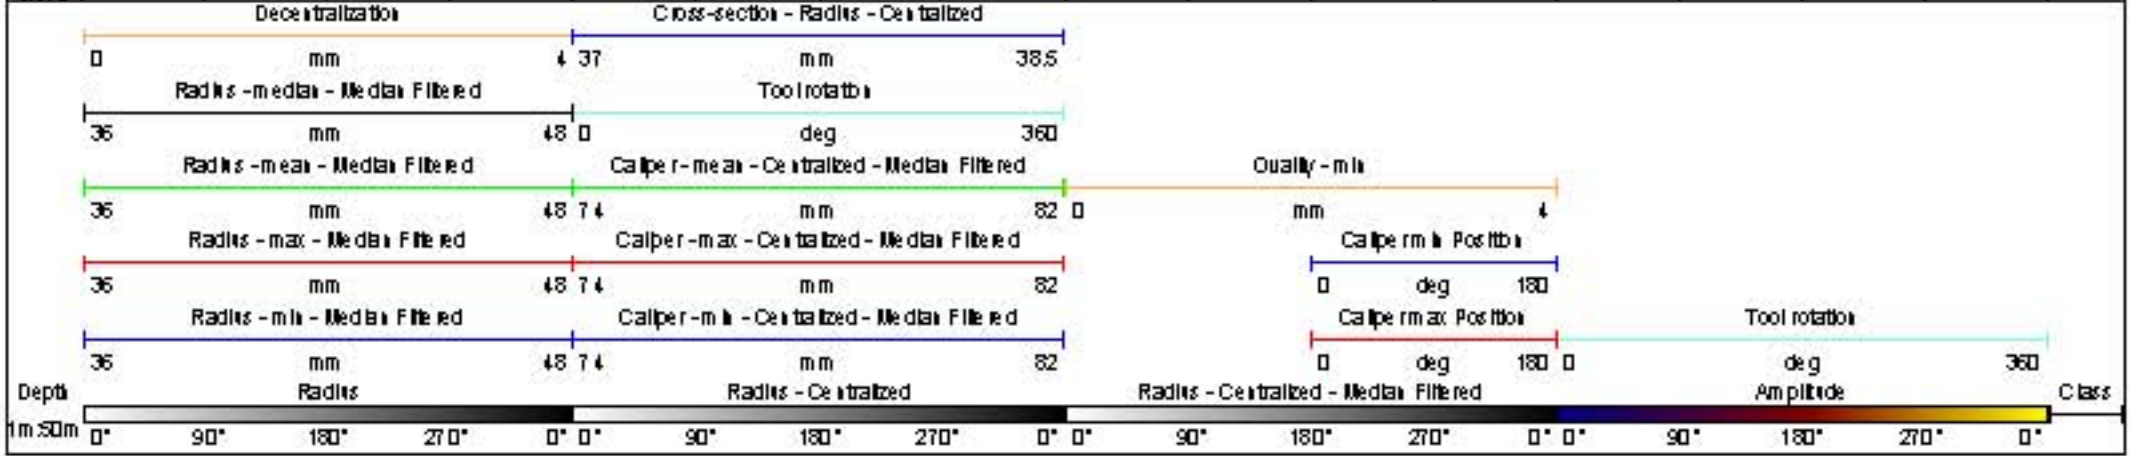 Decentralization Cross-section - Radius - Centralized
0 mm 4 37 mm 38.5
Radius - median - Median Filtered Tool rotation
36 mm 48 0 deg 360
Radius - mean - Median Filtered Caliper - mean - Centralized - Median Filtered Quality - min
36 mm 48 74 mm 82 0 mm 4
Radius - max - Median Filtered Caliper - max - Centralized - Median Filtered Caliper min Position
36 mm 48 74 mm 82 0 deg 180
Radius - min - Median Filtered Caliper - min - Centralized - Median Filtered Caliper max Position Tool rotation
36 mm 48 74 mm 82 0 deg 180 0 deg 360
Depth Radius Radius - Centralized Radius - Centralized - Median Filtered Amplitude Class
1m:50m 0° 90° 180° 270° 0° 0° 90° 180° 270° 0° 0° 90° 180° 270° 0° 0° 90° 180° 270° 0°